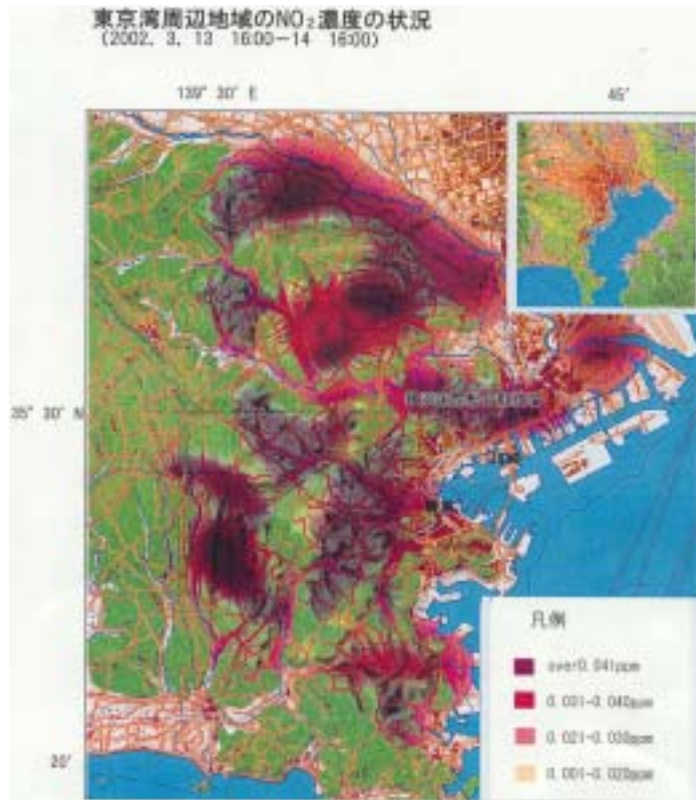 東京湾周辺地域のNO₂濃度の状況
(2002. 3. 13 16:00－14 16:00)
139° 30' E
45'
35° 30' N
20'
凡例
over0.041ppm
0.031-0.040ppm
0.021-0.030ppm
0.001-0.020ppm